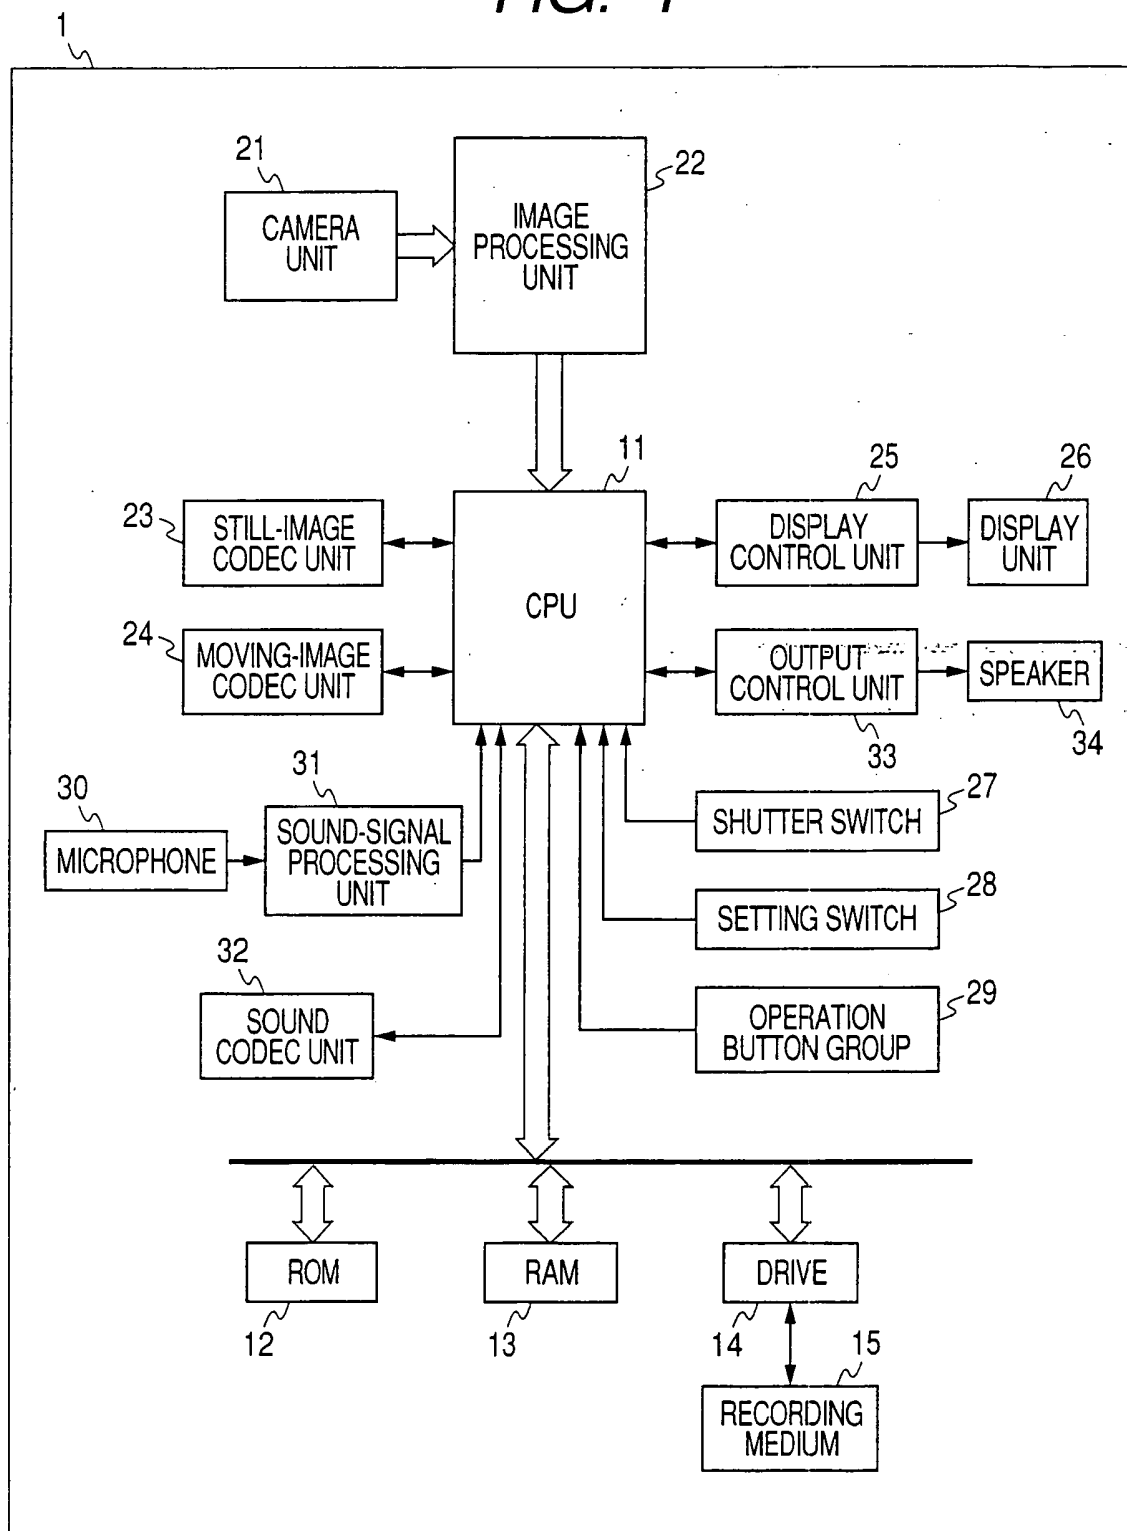 FIG. 1
1
21
22
CAMERA
UNIT
IMAGE
PROCESSING
UNIT
11
25
26
23
STILL-IMAGE
CODEC UNIT
CPU
DISPLAY
CONTROL UNIT
DISPLAY
UNIT
24
MOVING-IMAGE
CODEC UNIT
OUTPUT
CONTROL UNIT
SPEAKER
33
34
30
31
27
MICROPHONE
SOUND-SIGNAL
PROCESSING
UNIT
SHUTTER SWITCH
28
SETTING SWITCH
32
29
SOUND
CODEC UNIT
OPERATION
BUTTON GROUP
ROM
RAM
DRIVE
12
13
14
15
RECORDING
MEDIUM